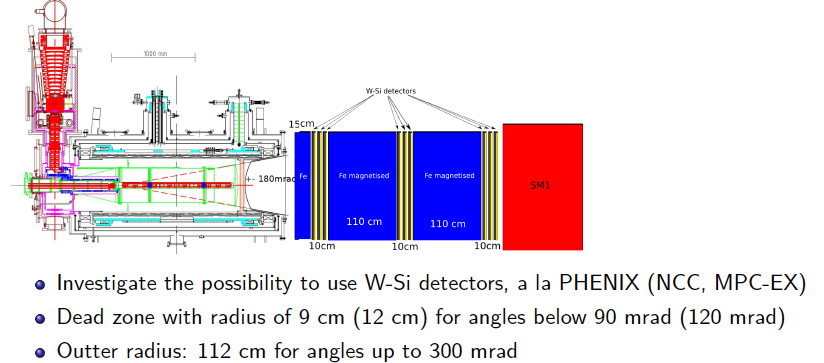 1000 mm
W-Si detectors
15cm
+- 180mrad
Fe
Fe magnetised
Fe magnetised
SM1
110 cm
110 cm
10cm
10cm
10cm
Investigate the possibility to use W-Si detectors, a la PHENIX (NCC, MPC-EX)
Dead zone with radius of 9 cm (12 cm) for angles below 90 mrad (120 mrad)
Outter radius: 112 cm for angles up to 300 mrad